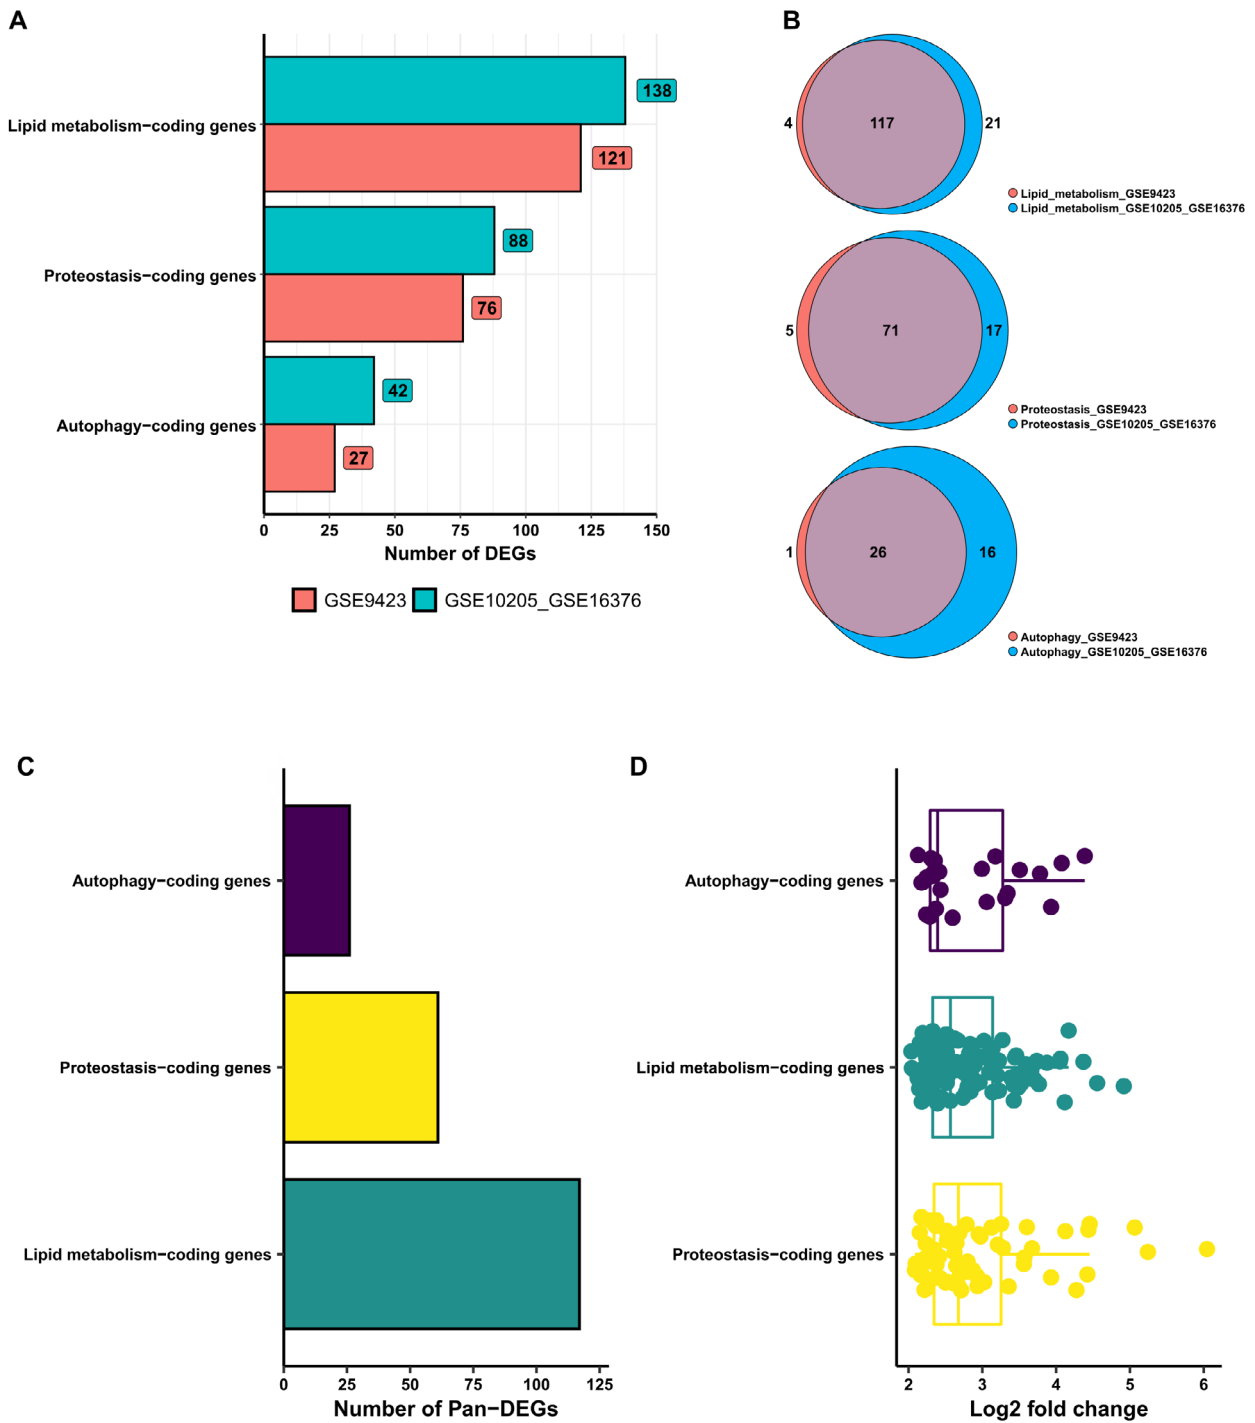 A
Lipid metabolism−coding genes
138
121
Proteostasis−coding genes
88
76
Autophagy−coding genes
42
27
0 25 50 75 100 125 150
Number of DEGs
GSE9423 GSE10205_GSE16376
B
4 117 21
Lipid_metabolism_GSE9423
Lipid_metabolism_GSE10205_GSE16376
5 71 17
Proteostasis_GSE9423
Proteostasis_GSE10205_GSE16376
1 26 16
Autophagy_GSE9423
Autophagy_GSE10205_GSE16376
C
Autophagy−coding genes
Proteostasis−coding genes
Lipid metabolism−coding genes
0 25 50 75 100 125
Number of Pan−DEGs
D
Autophagy−coding genes
Lipid metabolism−coding genes
Proteostasis−coding genes
2 3 4 5 6
Log2 fold change